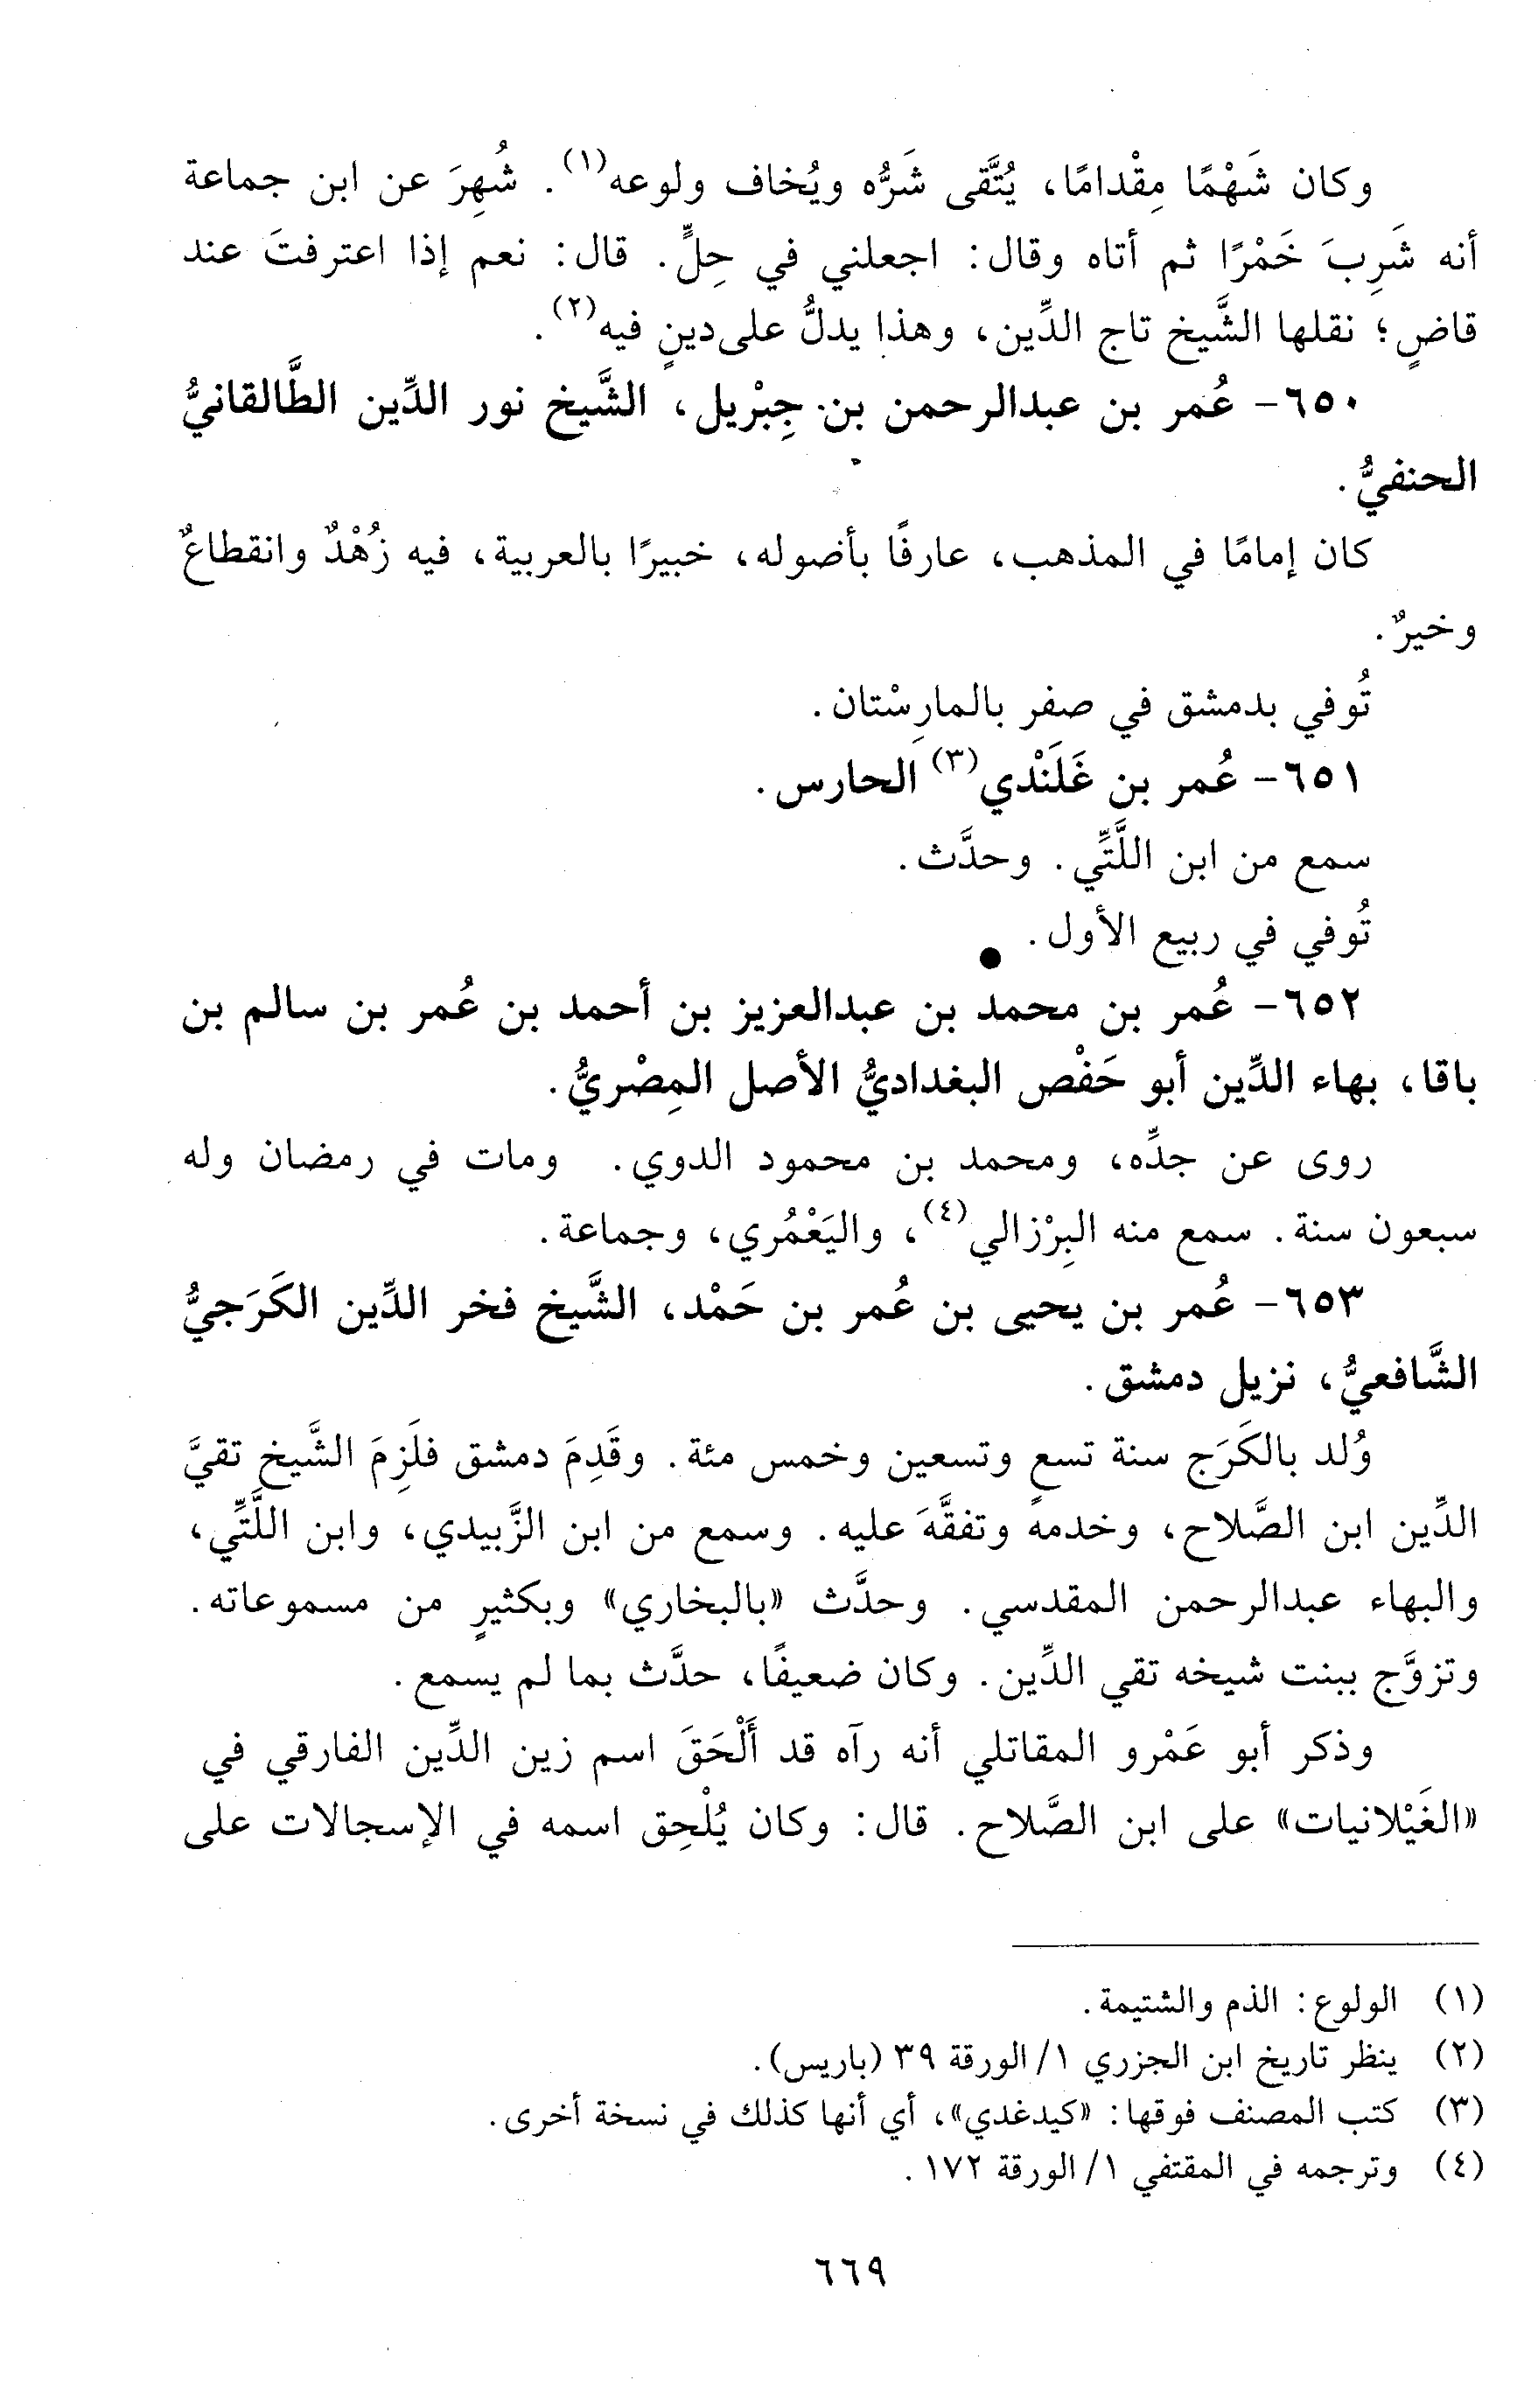 وكان شَهْمًا مِقْدامًا، يُتَّقى شَرُّه ويُخاف ولوعه(١). شُهِرَ عن ابن جماعة
أنه شَرِبَ خَمْرًا ثم أتاه وقال: اجعلني في حِلٍّ. قال: نعم إذا اعترفتَ عند
قاضٍ؛ نقلها الشَّيخ تاج الدِّين، وهذا يدلُّ على دينٍ فيه(٢).
٦٥٠- عُمر بن عبدالرحمن بن جِبْريل، الشَّيخ نور الدِّين الطَّالقانيُّ
الحنفيُّ.
كان إمامًا في المذهب، عارفًا بأضوله، خبيرًا بالعربية، فيه زُهْدٌ وانقطاعٌ
وخيرٌ.
تُوفي بدمشق في صفر بالمارِسْتان.
٦٥١- عُمر بن غَلَنْدي(٣) الحارس.
سمع من ابن اللَّتِّي. وحدَّث.
تُوفي في ربيع الأول.
٦٥٢- عُمر بن محمد بن عبدالعزيز بن أحمد بن عُمر بن سالم بن
باقا، بهاء الدِّين أبو حَفْص البغداديُّ الأصل المِصْريُّ.
روى عن جدِّه، ومحمد بن محمود الدوي. ومات في رمضان وله
سبعون سنة. سمع منه البِرْزالي(٤)، واليَعْمُري، وجماعة.
٦٥٣- عُمر بن يحيى بن عُمر بن حَمْد، الشَّيخ فخر الدِّين الكَرَجيُّ
الشَّافعيُّ، نزيل دمشق.
وُلد بالكَرَج سنة تسعٍ وتسعين وخمس مئة. وقَدِمَ دمشق فلَزِمَ الشَّيخ تقيَّ
الدِّين ابن الصَّلاح، وخدمه وتفقَّهَ عليه. وسمع من ابن الزَّبيدي، وابن اللَّتِّي،
والبهاء عبدالرحمن المقدسي. وحدَّث «بالبخاري» وبكثيرٍ من مسموعاته.
وتزوَّج ببنت شيخه تقي الدِّين. وكان ضعيفًا، حدَّث بما لم يسمع.
وذكر أبو عَمْرو المقاتلي أنه رآه قد أَلْحَقَ اسم زين الدِّين الفارقي في
«الغَيْلانيات» على ابن الصَّلاح. قال: وكان يُلْحِق اسمه في الإسجالات على
(١) الولوع: الذم والشتيمة.
(٢) ينظر تاريخ ابن الجزري ١/ الورقة ٣٩ (باريس).
(٣) كتب المصنف فوقها: «كيدغدي»، أي أنها كذلك في نسخة أخرى.
(٤) وترجمه في المقتفي ١/ الورقة ١٧٢.
٦٦٩